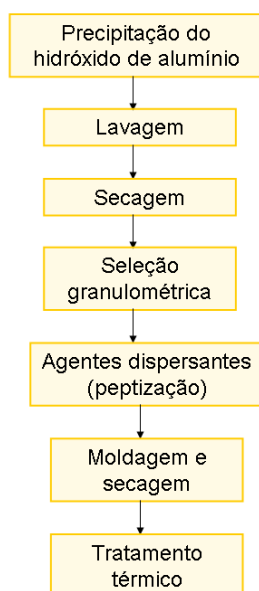 Precipitação do
hidróxido de alumínio
Lavagem
Secagem
Seleção
granulométrica
Agentes dispersantes
(peptização)
Moldagem e
secagem
Tratamento
térmico